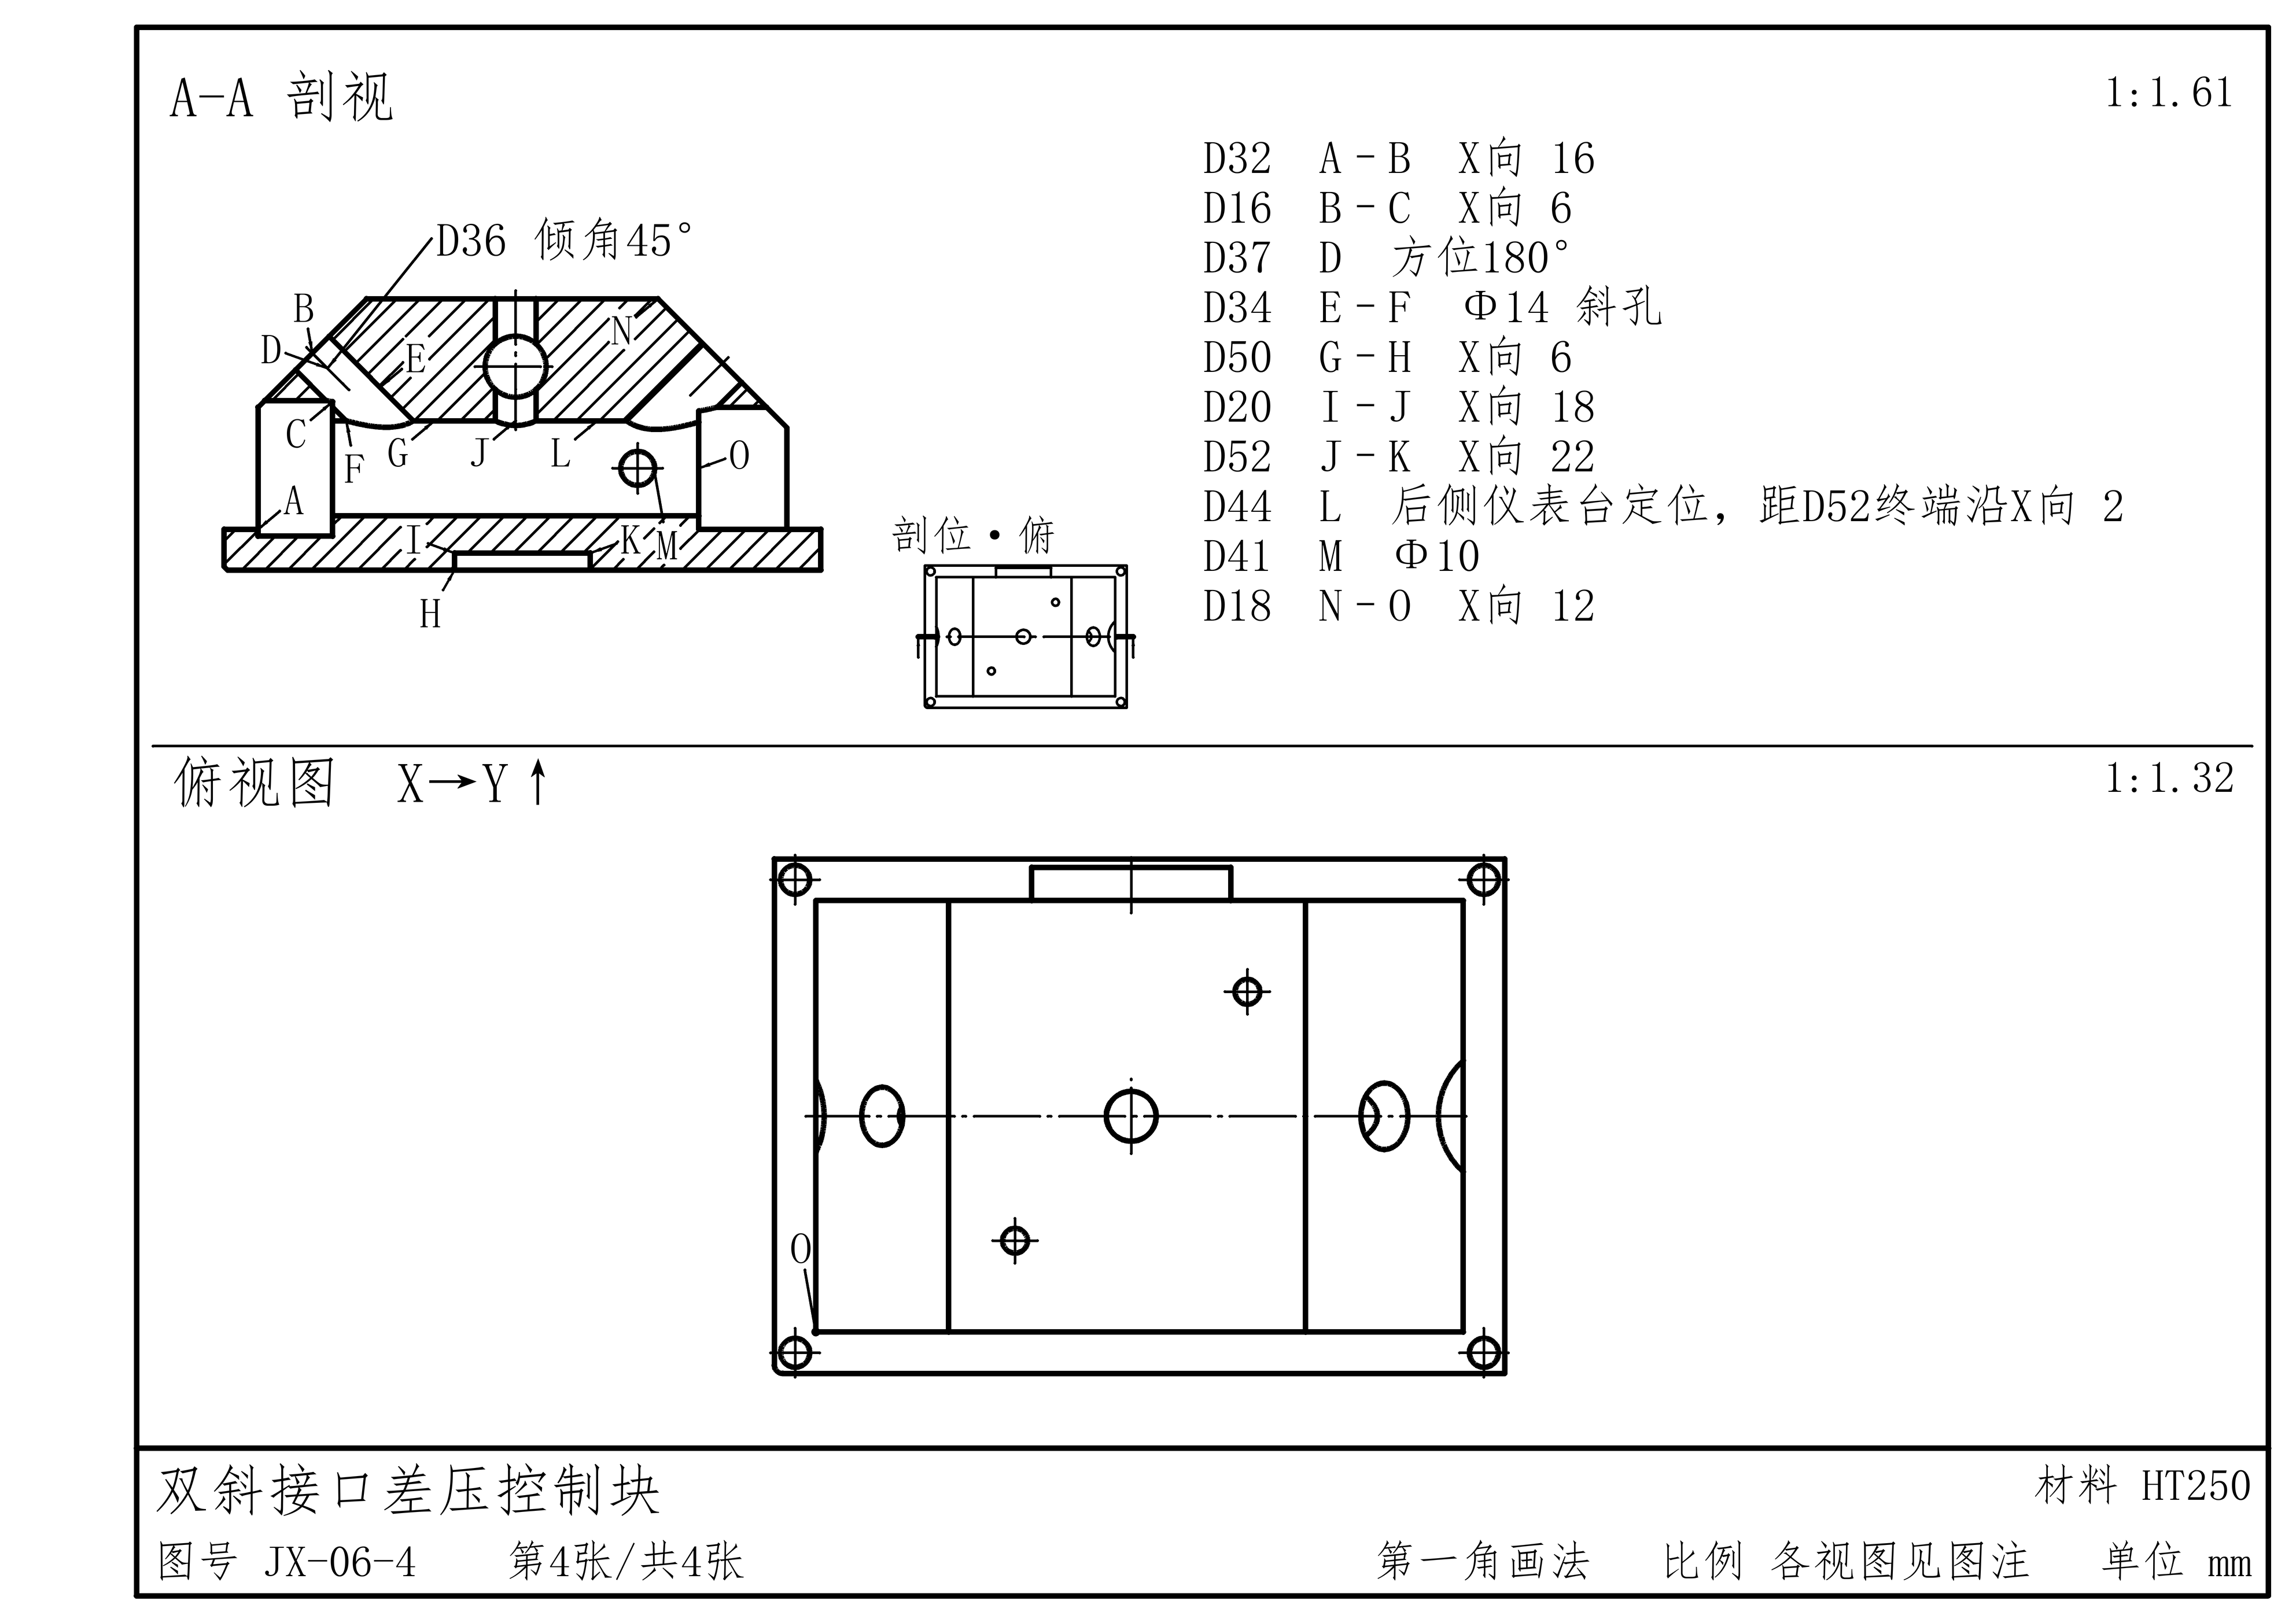 A-A 剖视
1:1.61
D32 A-B X向 16
D16 B-C X向 6
D37 D 方位180°
D34 E-F Φ14 斜孔
D50 G-H X向 6
D20 I-J X向 18
D52 J-K X向 22
D44 L 后侧仪表台定位，距D52终端沿X向 2
D41 M Φ10
D18 N-O X向 12
D36 倾角45°
B
N
D
E
C
F
G
J
L
O
A
I
K
M
H
剖位·俯
俯视图 X→Y↑
1:1.32
O
双斜接口差压控制块
材料 HT250
图号 JX-06-4 第4张/共4张 第一角画法 比例 各视图见图注 单位 mm